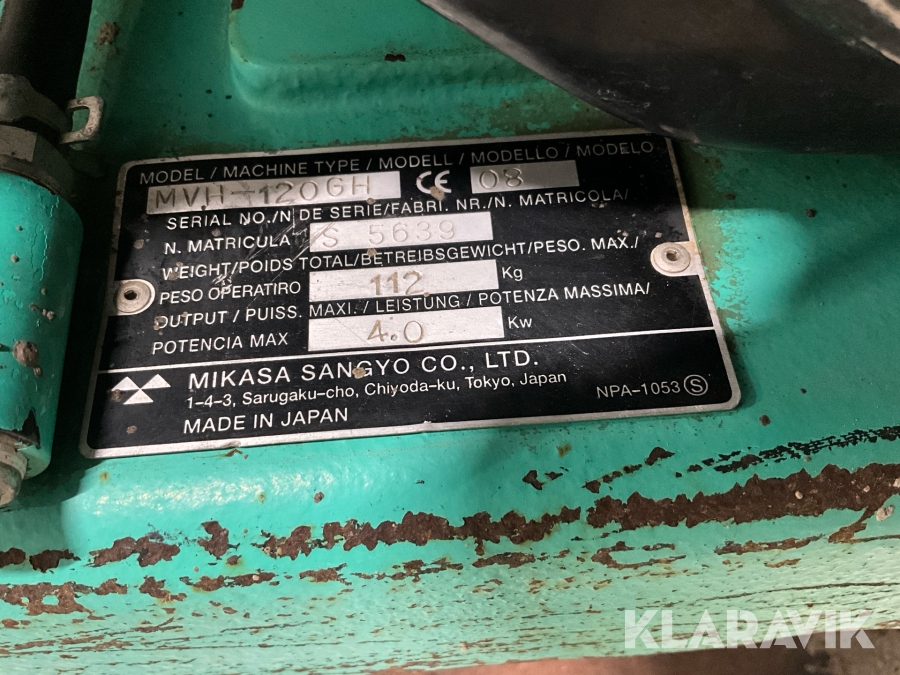 MODEL / MACHINE TYPE / MODELL / MODELLO / MODELO
MVH-120GH CE 08
SERIAL NO./N DE SERIE/FABRI. NR./N. MATRICOLA/
N. MATRICULA S 5639
WEIGHT/POIDS TOTAL/BETREIBSGEWICHT/PESO. MAX./
PESO OPERATIRO 112 Kg
OUTPUT / PUISS. MAXI. / LEISTUNG / POTENZA MASSIMA/
POTENCIA MAX 4.0 Kw
MIKASA SANGYO CO., LTD.
1-4-3, Sarugaku-cho, Chiyoda-ku, Tokyo, Japan
NPA-1053 Ⓢ
MADE IN JAPAN
KLARAVIK